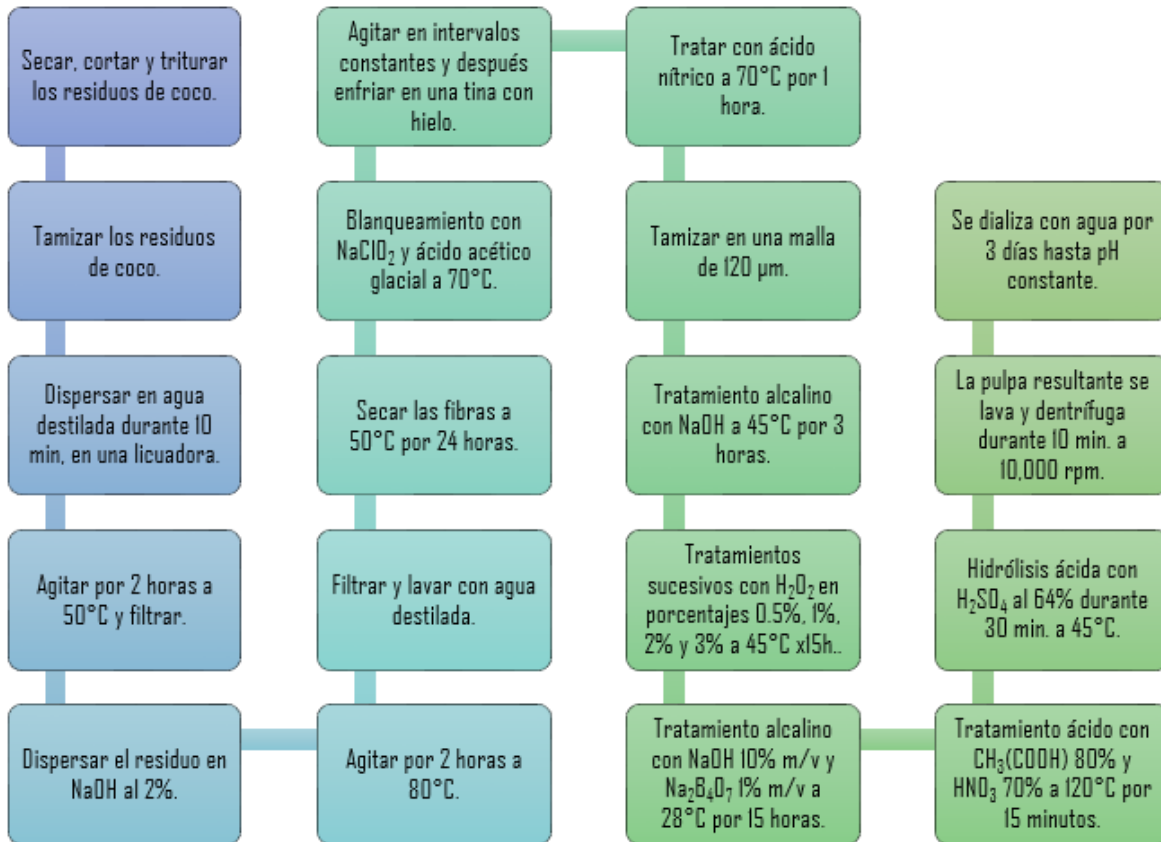 Secar, cortar y triturar
los residuos de coco.
Tamizar los residuos
de coco.
Dispersar en agua
destilada durante 10
min, en una licuadora.
Agitar por 2 horas a
50°C y filtrar.
Dispersar el residuo en
NaOH al 2%.
Agitar por 2 horas a
80°C.
Filtrar y lavar con agua
destilada.
Secar las fibras a
50°C por 24 horas.
Blanqueamiento con
NaClO₂ y ácido acético
glacial a 70°C.
Agitar en intervalos
constantes y después
enfriar en una tina con
hielo.
Tratar con ácido
nítrico a 70°C por 1
hora.
Tamizar en una malla
de 120 µm.
Tratamiento alcalino
con NaOH a 45°C por 3
horas.
Tratamientos
sucesivos con H₂O₂ en
porcentajes 0.5%, 1%,
2% y 3% a 45°C x15h..
Tratamiento alcalino
con NaOH 10% m/v y
Na₂B₄O₇ 1% m/v a
28°C por 15 horas.
Tratamiento ácido con
CH₃(COOH) 80% y
HNO₃ 70% a 120°C por
15 minutos.
Hidrólisis ácida con
H₂SO₄ al 64% durante
30 min. a 45°C.
La pulpa resultante se
lava y dentrífuga
durante 10 min. a
10,000 rpm.
Se dializa con agua por
3 días hasta pH
constante.